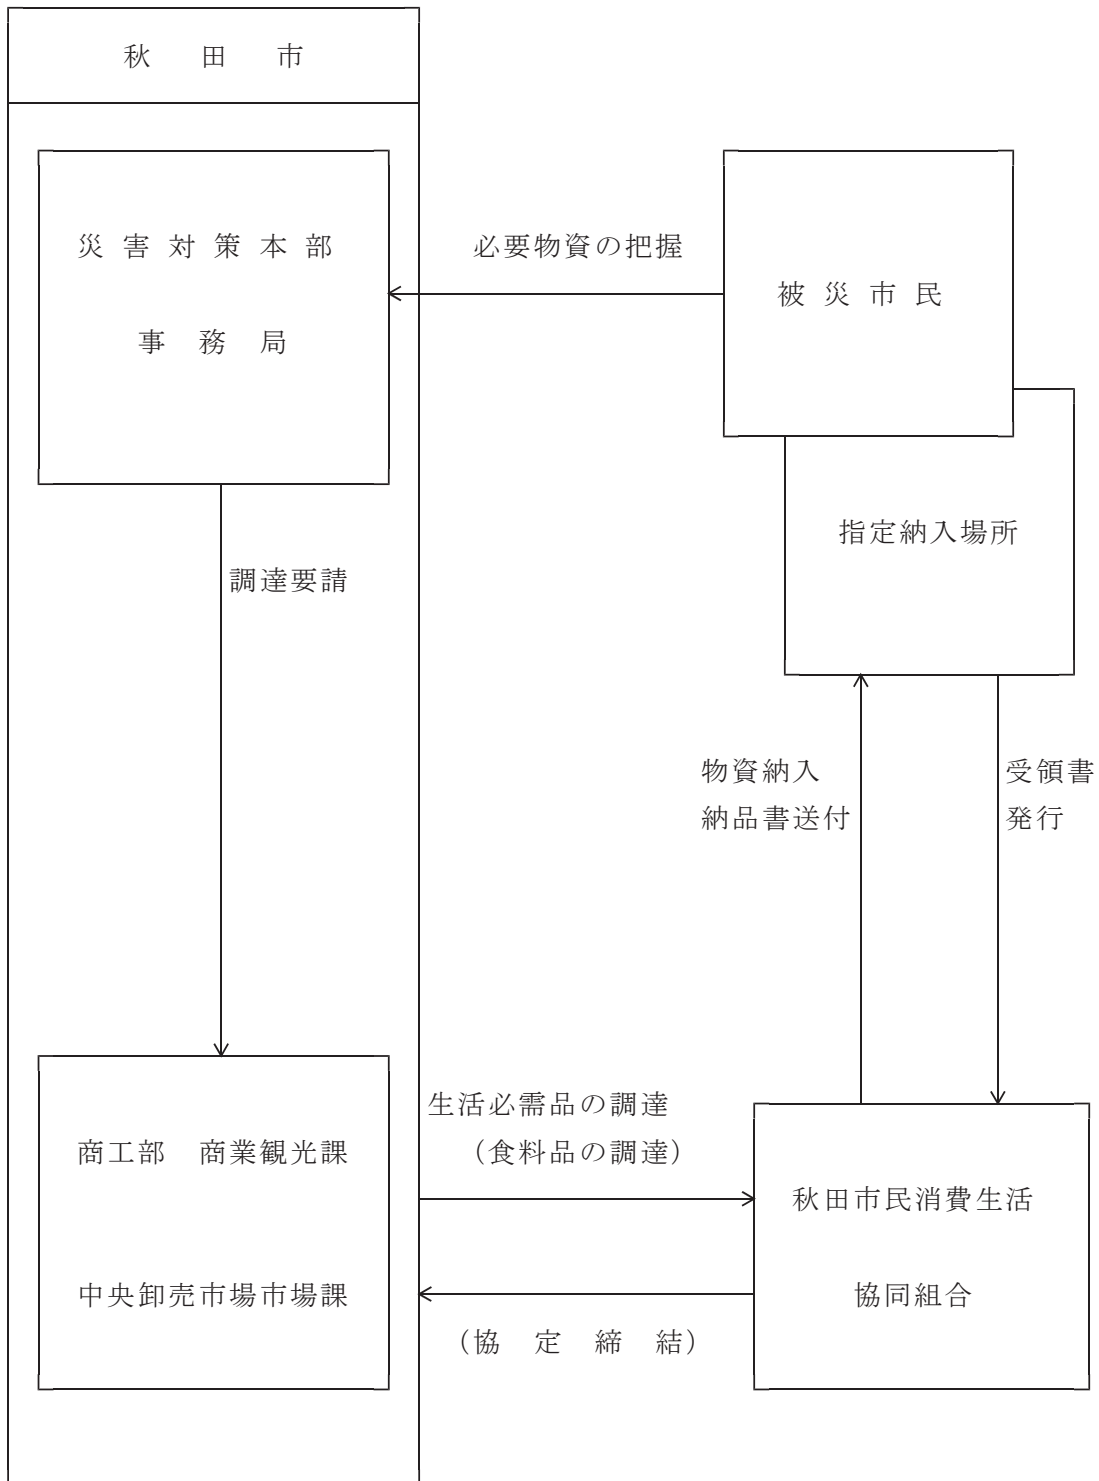 秋田市
災害対策本部
事務局
必要物資の把握
被災市民
指定納入場所
調達要請
物資納入
納品書送付
受領書
発行
生活必需品の調達
（食料品の調達）
商工部　商業観光課
中央卸売市場市場課
秋田市民消費生活
協同組合
（協定締結）